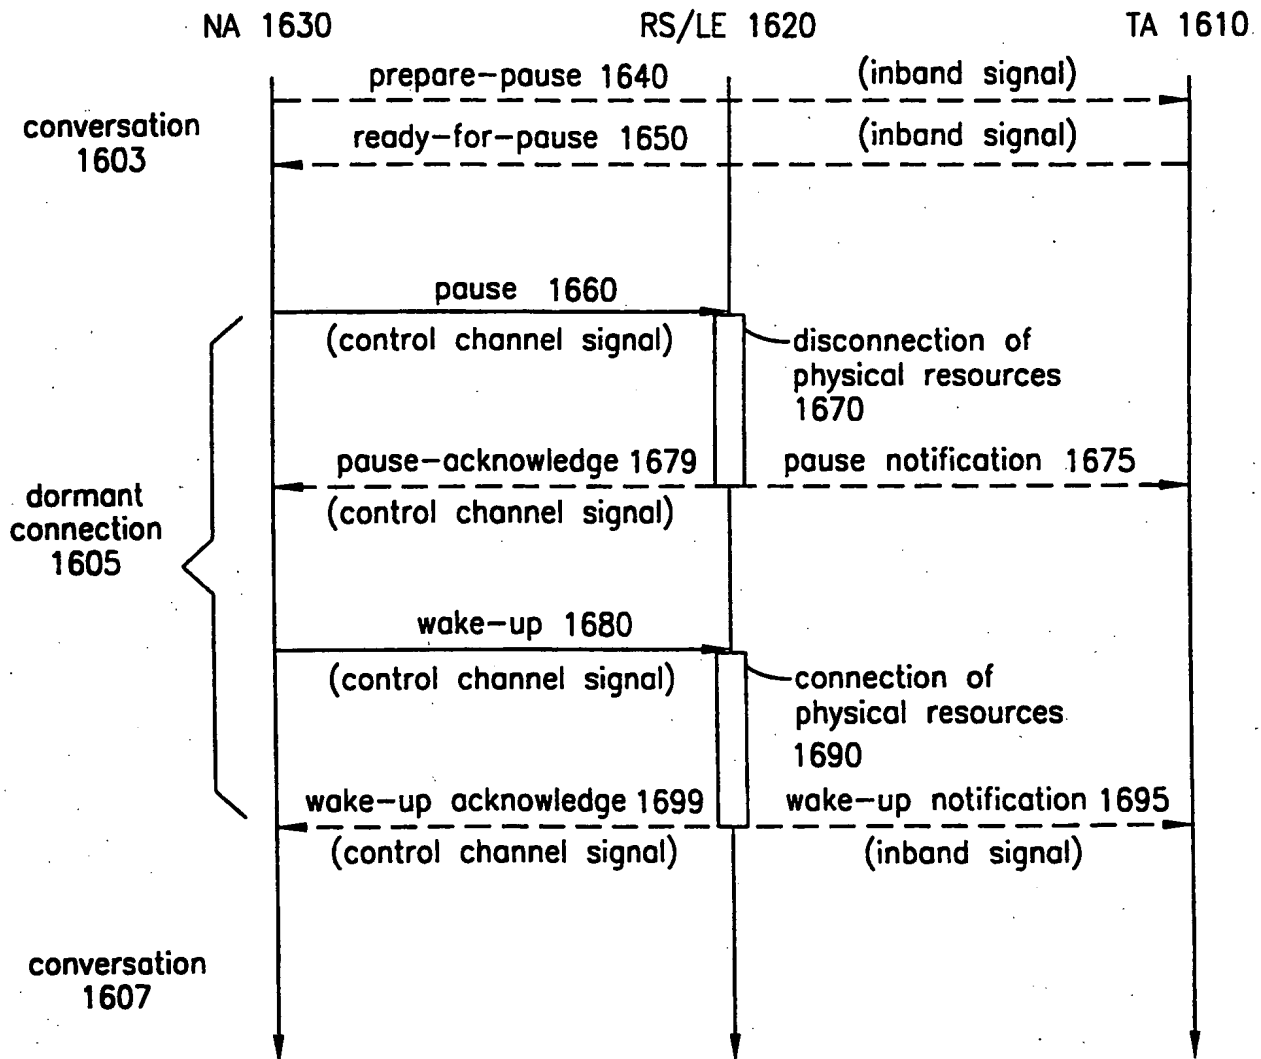 NA 1630
RS/LE 1620
TA 1610
prepare-pause 1640
(inband signal)
conversation
1603
ready-for-pause 1650
(inband signal)
pause 1660
(control channel signal)
disconnection of
physical resources
1670
pause-acknowledge 1679
pause notification 1675
(control channel signal)
dormant
connection
1605
wake-up 1680
(control channel signal)
connection of
physical resources
1690
wake-up acknowledge 1699
wake-up notification 1695
(control channel signal)
(inband signal)
conversation
1607